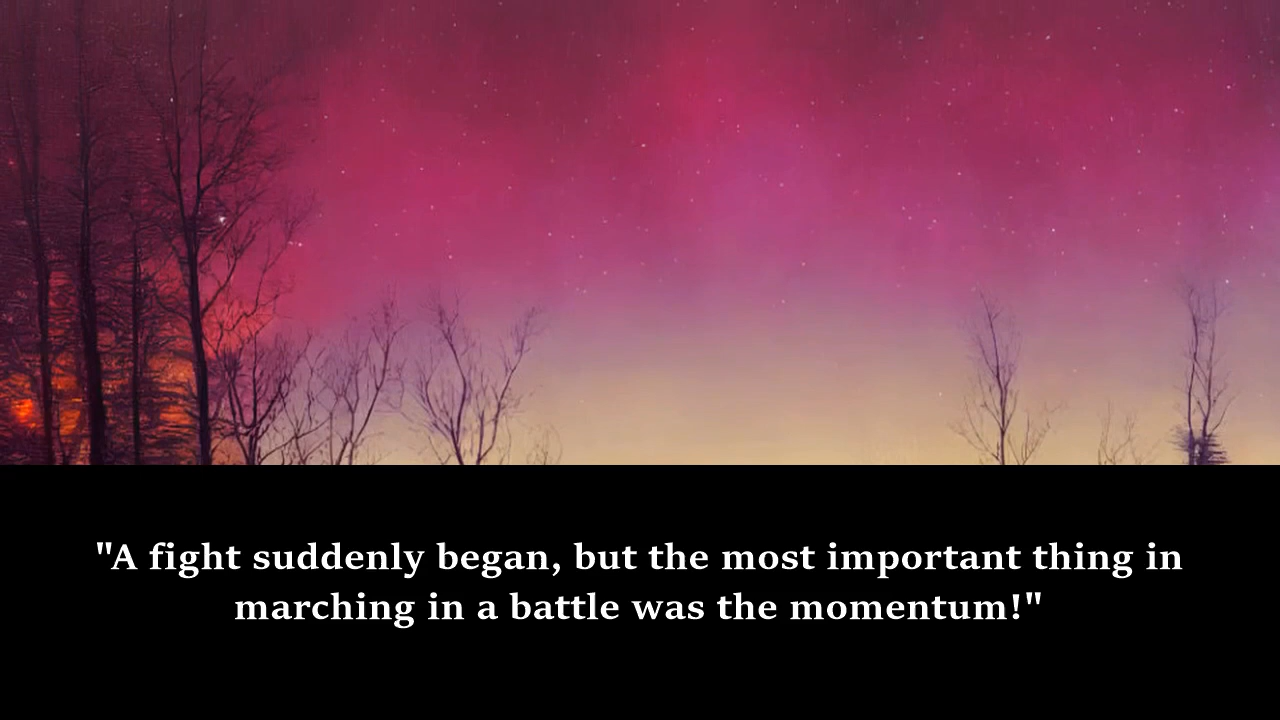 "A fight suddenly began, but the most important thing in
marching in a battle was the momentum!"